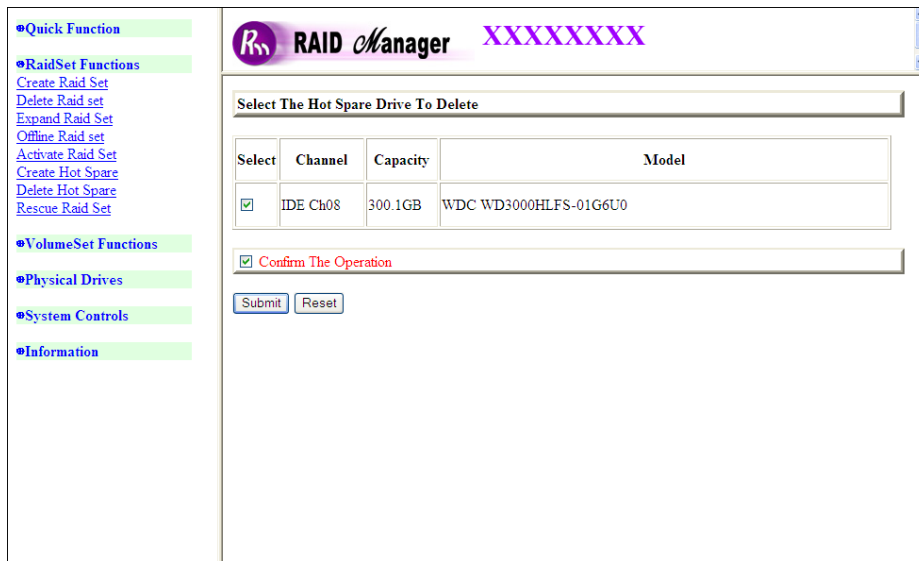 Quick Function
RaidSet Functions
Create Raid Set
Delete Raid set
Expand Raid Set
Offline Raid set
Activate Raid Set
Create Hot Spare
Delete Hot Spare
Rescue Raid Set
VolumeSet Functions
Physical Drives
System Controls
Information
Rm RAID Manager XXXXXXXX
Select The Hot Spare Drive To Delete
Select Channel Capacity Model
IDE Ch08 300.1GB WDC WD3000HLFS-01G6U0
Confirm The Operation
Submit Reset